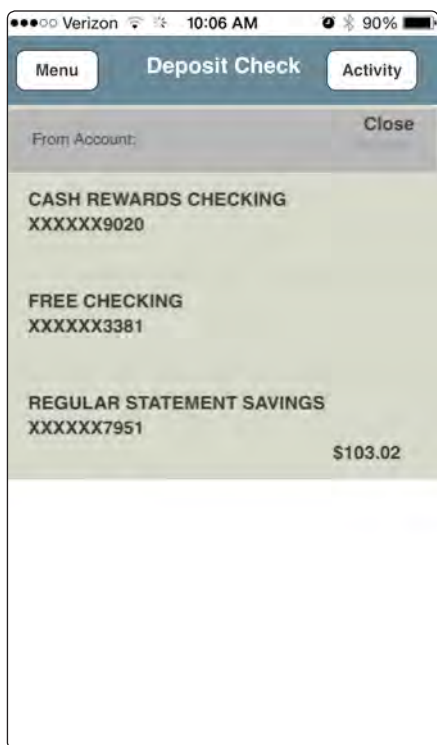 Verizon 10:06 AM 90%
Menu Deposit Check Activity
Close
From Account:
CASH REWARDS CHECKING
XXXXXX9020
FREE CHECKING
XXXXXX3381
REGULAR STATEMENT SAVINGS
XXXXXX7951
$103.02